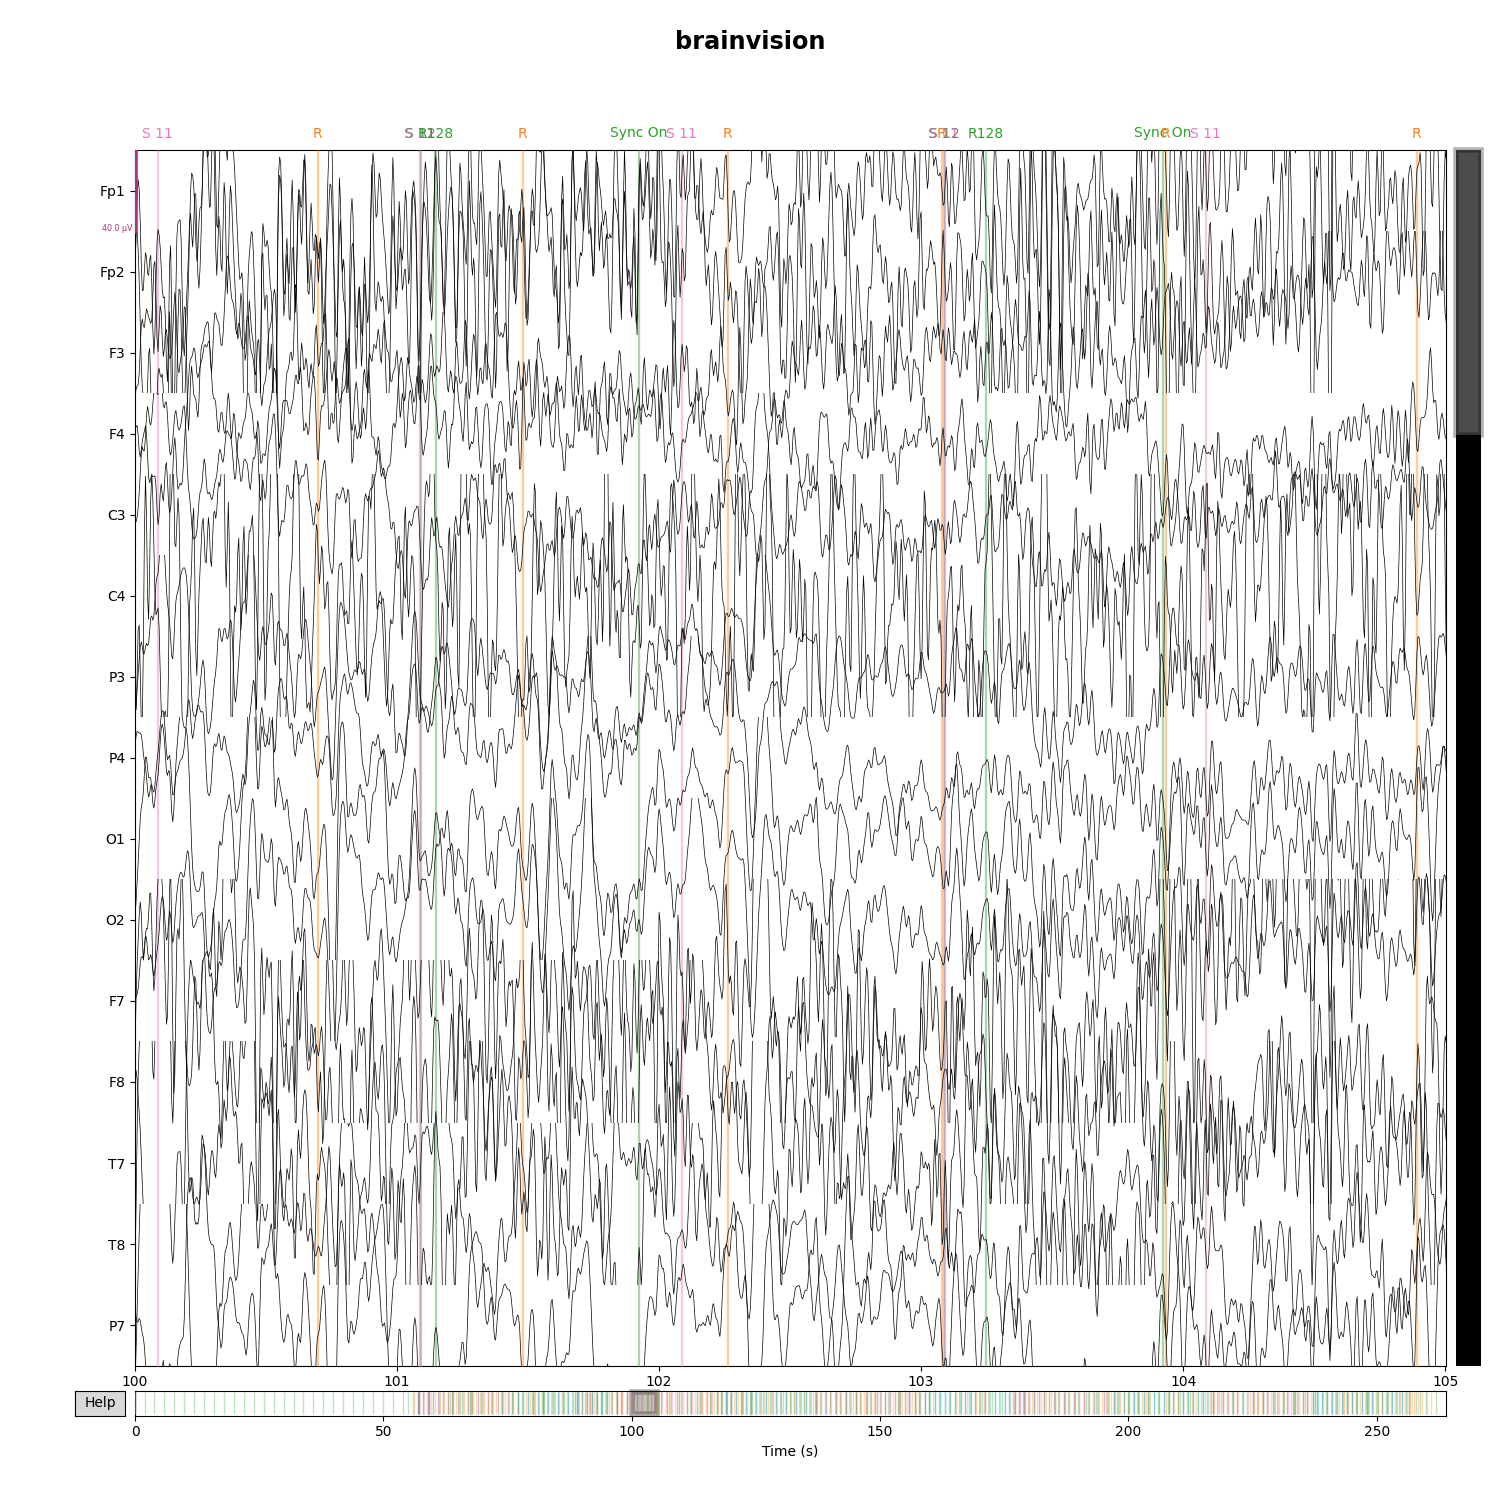 brainvision
S 11 R R128 R Sync On S 11 R S 12 R128 Sync On R S 11 R
Fp1
40.0 µV
Fp2
F3
F4
C3
C4
P3
P4
O1
O2
F7
F8
T7
T8
P7
100 101 102 103 104 105
Help
0 50 100 150 200 250
Time (s)